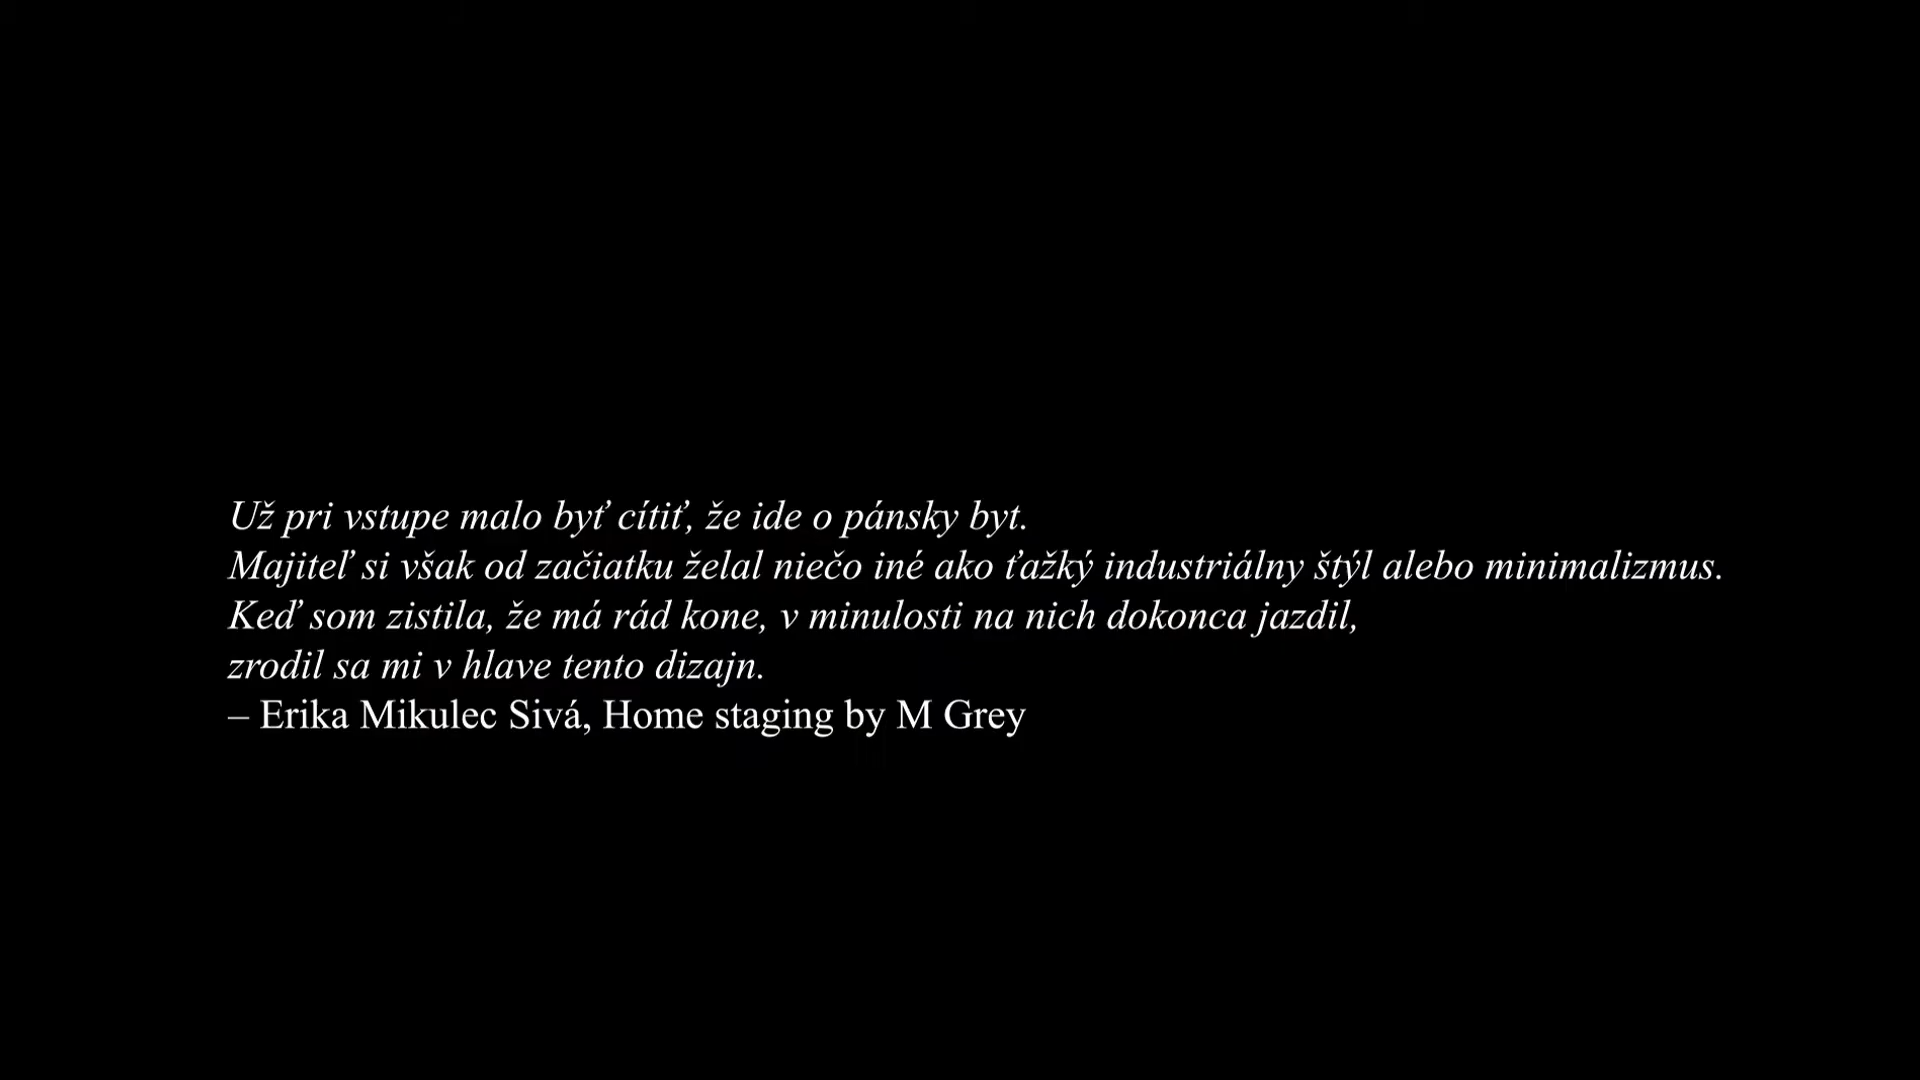 Už pri vstupe malo byť cítiť, že ide o pánsky byt.
Majiteľ si však od začiatku želal niečo iné ako ťažký industriálny štýl alebo minimalizmus.
Keď som zistila, že má rád kone, v minulosti na nich dokonca jazdil,
zrodil sa mi v hlave tento dizajn.
– Erika Mikulec Sivá, Home staging by M Grey